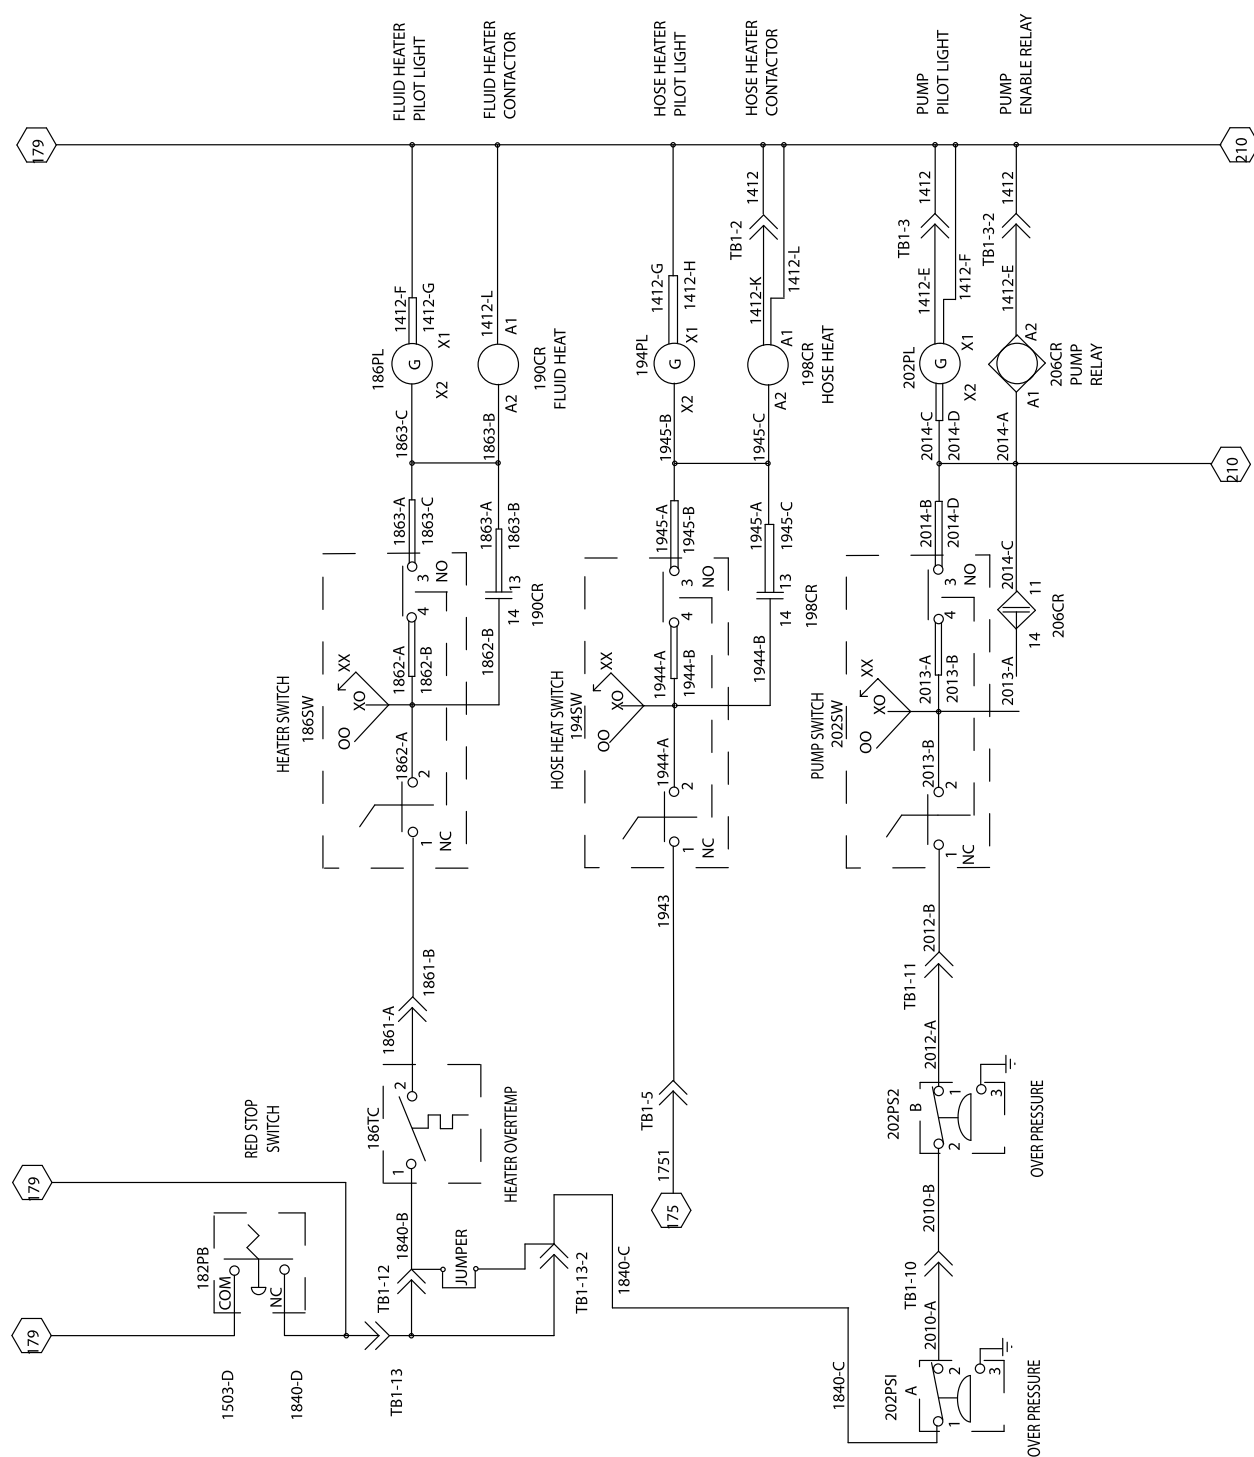 179
179
RED STOP
SWITCH
182PB
COM
NC
1503-D
1840-D
TB1-13
179
FLUID HEATER
PILOT LIGHT
FLUID HEATER
CONTACTOR
186PL
G
X1
X2
1412-F
1412-G
1412-L
A1
A2
190CR
FLUID HEAT
1863-C
1863-B
1863-A
1863-C
1863-A
1863-B
3
NO
4
13
14
190CR
1862-B
HEATER SWITCH
186SW
OO
XO
XX
1862-A
1862-B
1862-A
2
1
NC
1861-B
1861-A
186TC
2
1
HEATER OVERTEMP
1840-B
TB1-12
JUMPER
TB1-13-2
1840-C
HOSE HEATER
PILOT LIGHT
HOSE HEATER
CONTACTOR
1412
TB1-2
1412-G
1412-H
1412-K
1412-L
194PL
G
X1
X2
A1
A2
198CR
HOSE HEAT
1945-B
1945-C
1945-A
1945-B
1945-A
1945-C
3
NO
4
13
14
198CR
1944-B
HOSE HEAT SWITCH
194SW
OO
XO
XX
1944-A
1944-B
1944-A
2
1
NC
1943
TB1-5
1751
175
PUMP
PILOT LIGHT
PUMP
ENABLE RELAY
1412
1412
TB1-3
TB1-3-2
1412-E
1412-F
1412-E
202PL
G
X1
X2
A2
A1
206CR
PUMP
RELAY
2014-C
2014-D
2014-A
210
210
2014-B
2014-D
2014-C
3
NO
4
11
14
206CR
2013-A
PUMP SWITCH
202SW
OO
XO
XX
2013-A
2013-B
2013-B
2
1
NC
2012-B
TB1-11
2012-A
202PS2
B
1
2
3
OVER PRESSURE
2010-B
TB1-10
2010-A
202PSI
A
2
1
3
OVER PRESSURE
1840-C